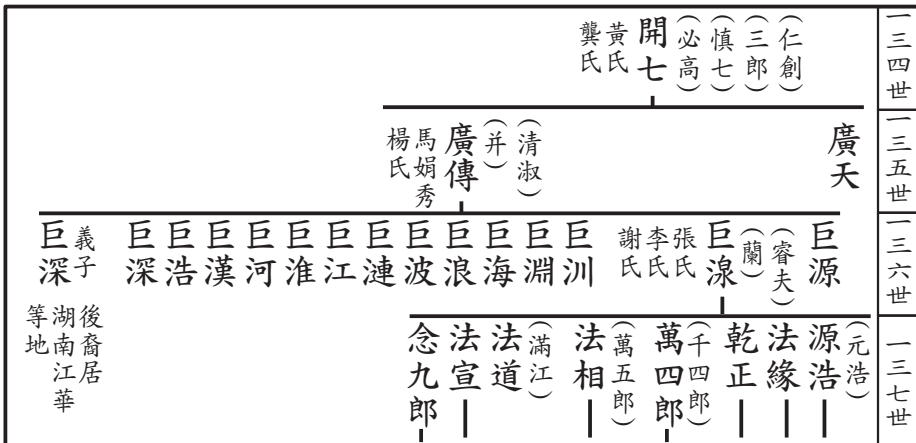 一三四世
（仁創）
（三郎）
（慎七）
（必高）
開七
黃氏
龔氏
一三五世
廣天
（清淑）
（并）
廣傳
馬娟秀
楊氏
一三六世
巨源
（睿夫）
（蘭）
巨湶
張氏
李氏
謝氏
巨汌
巨淵
巨海
巨浪
巨波
巨漣
巨江
巨淮
巨河
巨漢
巨浩
巨深
義子
巨深
後裔居
湖南江華
等地
一三七世
（元浩）
源浩
法緣
乾正
（千四郎）
萬四郎
（萬五郎）
法相
（滿江）
法道
法宣
念九郎